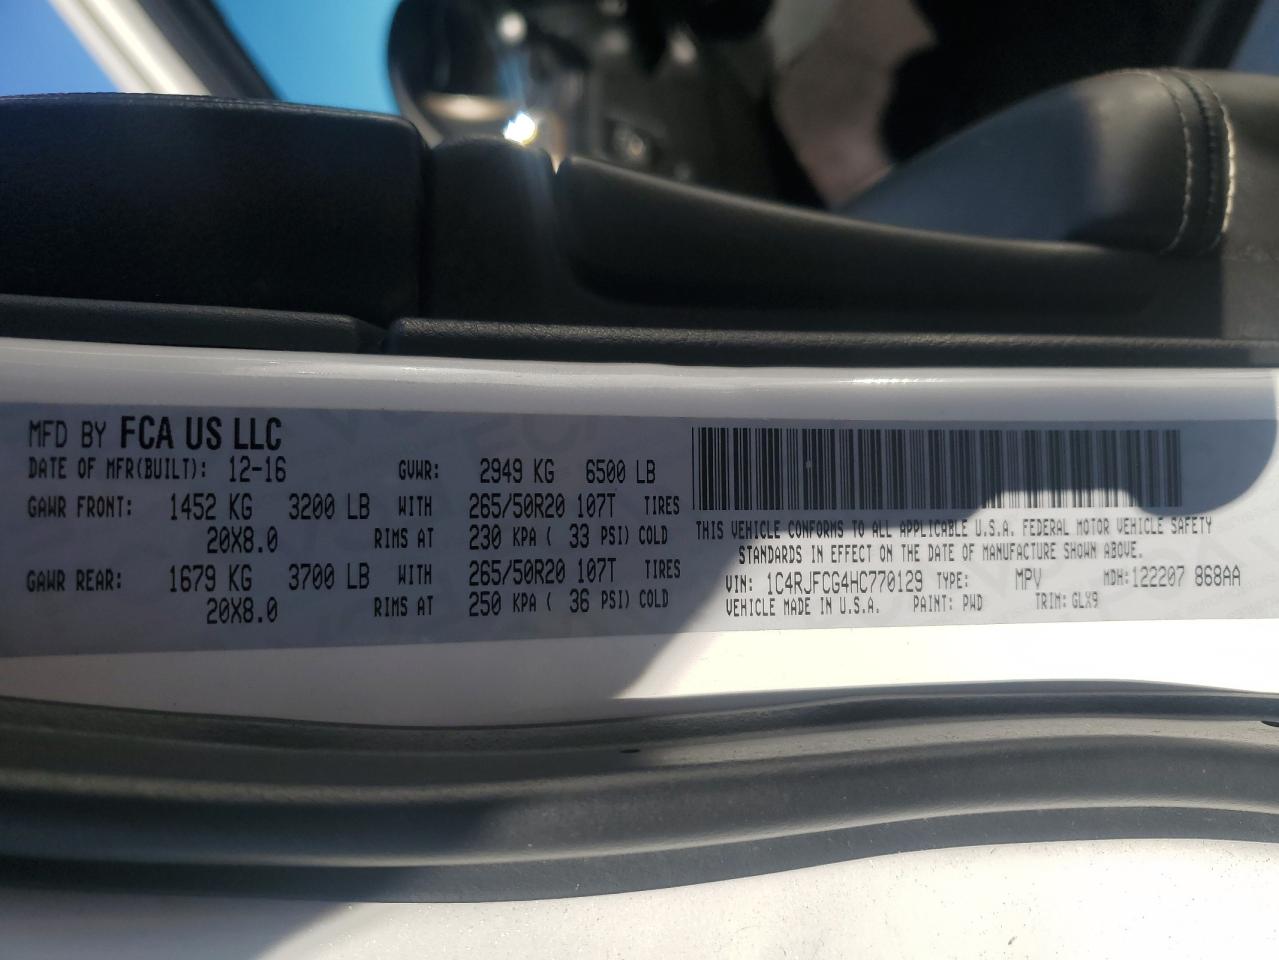 MFD BY FCA US LLC
DATE OF MFR(BUILT): 12-16 GVWR: 2949 KG 6500 LB
GAWR FRONT: 1452 KG 3200 LB WITH 265/50R20 107T TIRES
20X8.0 RIMS AT 230 KPA ( 33 PSI) COLD
GAWR REAR: 1679 KG 3700 LB WITH 265/50R20 107T TIRES
20X8.0 RIMS AT 250 KPA ( 36 PSI) COLD
THIS VEHICLE CONFORMS TO ALL APPLICABLE U.S.A. FEDERAL MOTOR VEHICLE SAFETY
STANDARDS IN EFFECT ON THE DATE OF MANUFACTURE SHOWN ABOVE.
VIN: 1C4RJFCG4HC770129 TYPE: MPV MDH:122207 868AA
VEHICLE MADE IN U.S.A. PAINT: PWD TRIM: GLX9